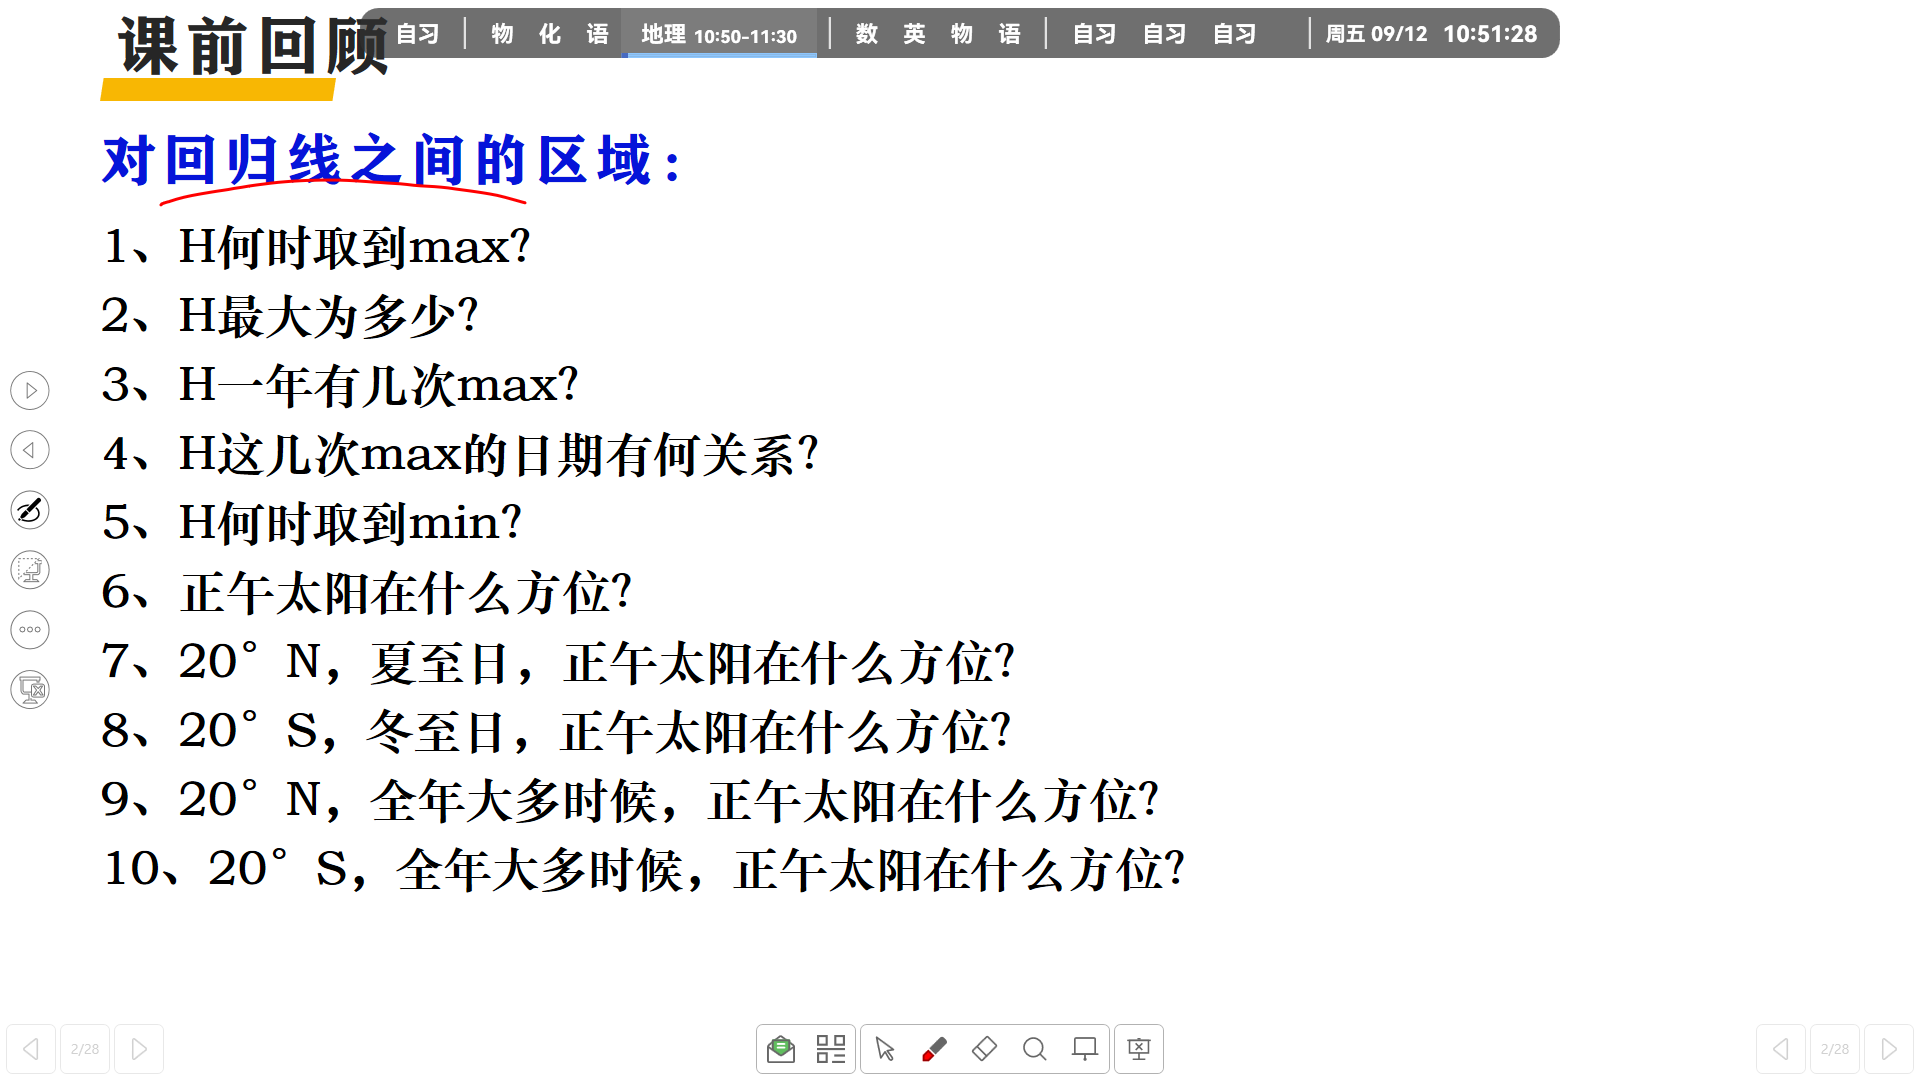 课前回顾
自习 物 化 语 地理 10:50-11:30 数 英 物 语 自习 自习 自习 周五 09/12 10:51:28
对回归线之间的区域：
1、H何时取到max?
2、H最大为多少?
3、H一年有几次max?
4、H这几次max的日期有何关系?
5、H何时取到min?
6、正午太阳在什么方位?
7、20°N，夏至日，正午太阳在什么方位?
8、20°S，冬至日，正午太阳在什么方位?
9、20°N，全年大多时候，正午太阳在什么方位?
10、20°S，全年大多时候，正午太阳在什么方位?
2/28
2/28